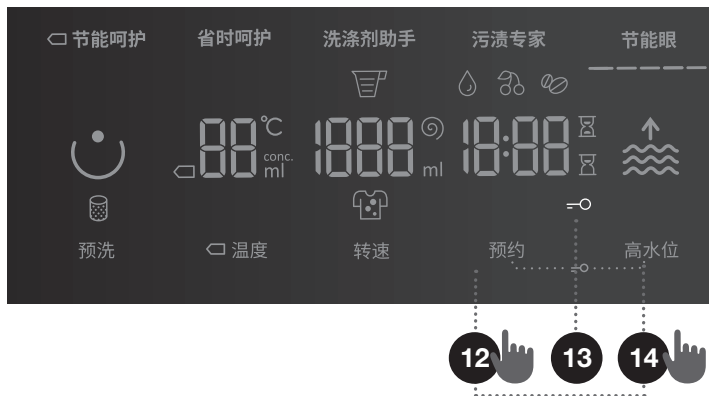 节能呵护 省时呵护 洗涤剂助手 污渍专家 节能眼
88 °C 1888 18:88
conc.
ml ml
预洗 温度 转速 预约 高水位
12 13 14